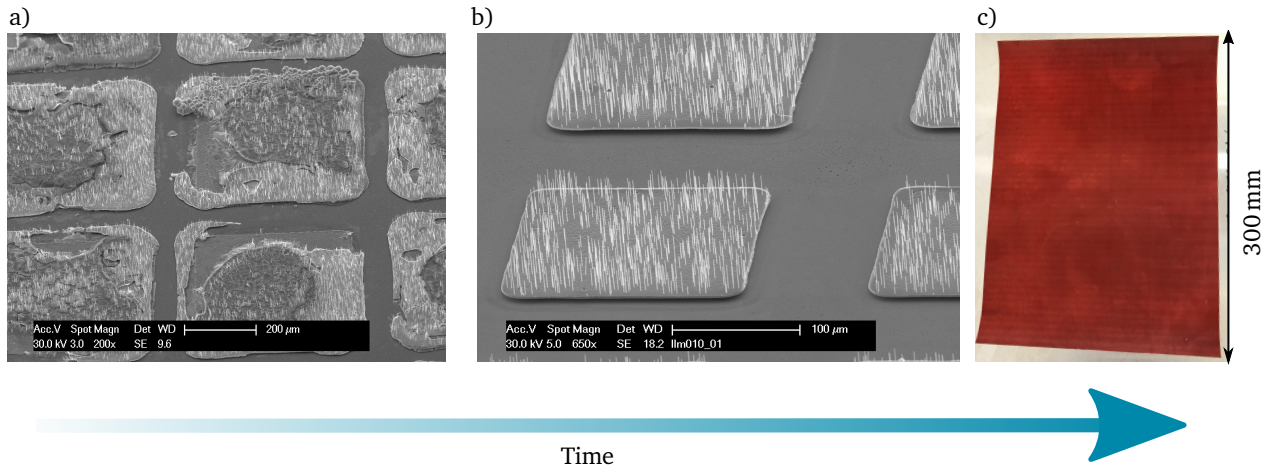 a)
b)
c)
Acc.V Spot Magn Det WD 200 µm
30.0 kV 3.0 200x SE 9.6
Acc.V Spot Magn Det WD 100 µm
30.0 kV 5.0 650x SE 18.2 llm010_01
300 mm
Time